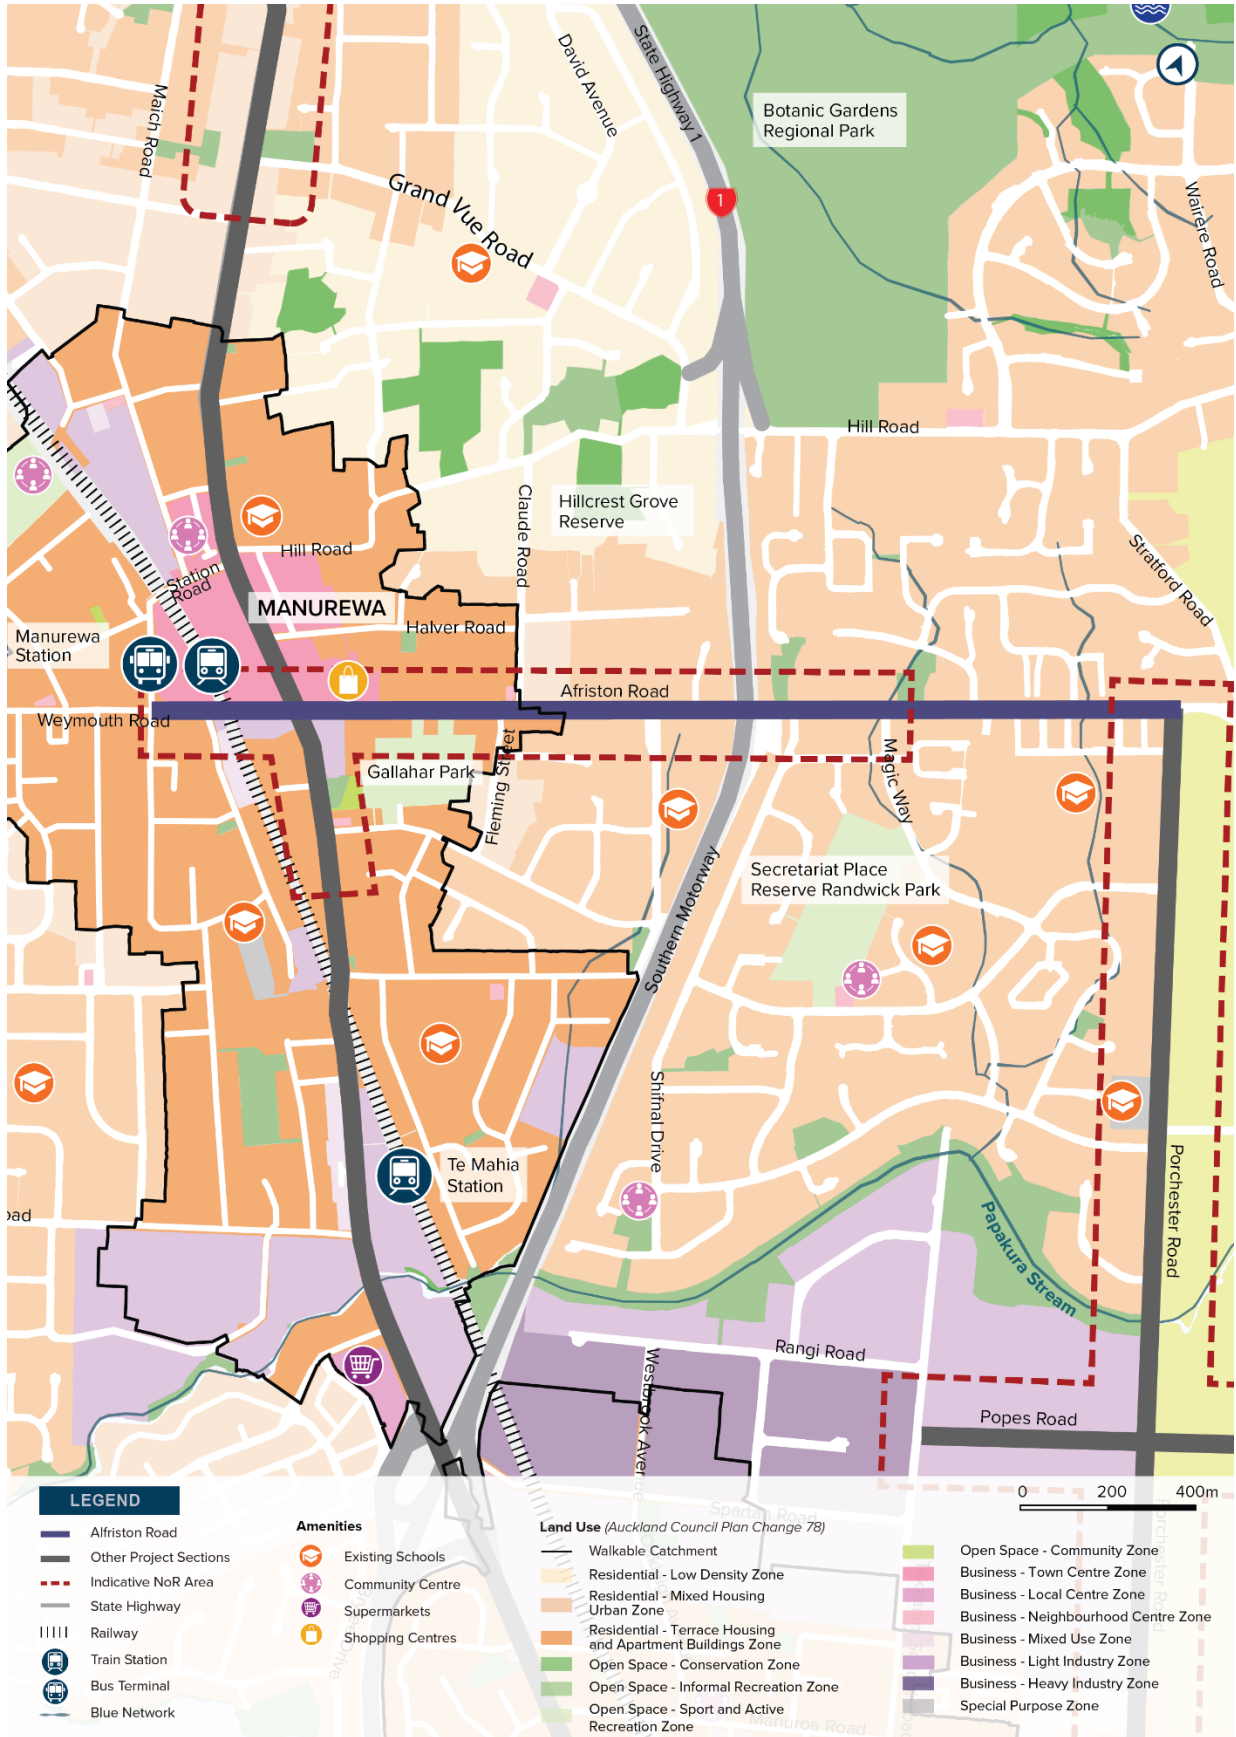 State Highway 1
David Avenue
Maich Road
Botanic Gardens
Regional Park
Grand Vue Road
1
Wairere Road
Hill Road
Claude Road
Hillcrest Grove
Reserve
Hill Road
Stratford Road
Station
Road
MANUREWA
Halver Road
Manurewa
Station
Afriston Road
Weymouth Road
Gallahar Park
Fleming Street
Magic Way
Southern Motorway
Secretariat Place
Reserve Randwick Park
Shifnal Drive
Te Mahia
Station
Porchester Road
Papakura Stream
oad
Rangi Road
Westbrook Avenue
Popes Road
Spartan Road
Porchester Road
Manuroa Road
0 200 400m
LEGEND
Alfriston Road
Other Project Sections
Indicative NoR Area
State Highway
Railway
Train Station
Bus Terminal
Blue Network
Amenities
Existing Schools
Community Centre
Supermarkets
Shopping Centres
Land Use (Auckland Council Plan Change 78)
Walkable Catchment
Residential - Low Density Zone
Residential - Mixed Housing
Urban Zone
Residential - Terrace Housing
and Apartment Buildings Zone
Open Space - Conservation Zone
Open Space - Informal Recreation Zone
Open Space - Sport and Active
Recreation Zone
Open Space - Community Zone
Business - Town Centre Zone
Business - Local Centre Zone
Business - Neighbourhood Centre Zone
Business - Mixed Use Zone
Business - Light Industry Zone
Business - Heavy Industry Zone
Special Purpose Zone